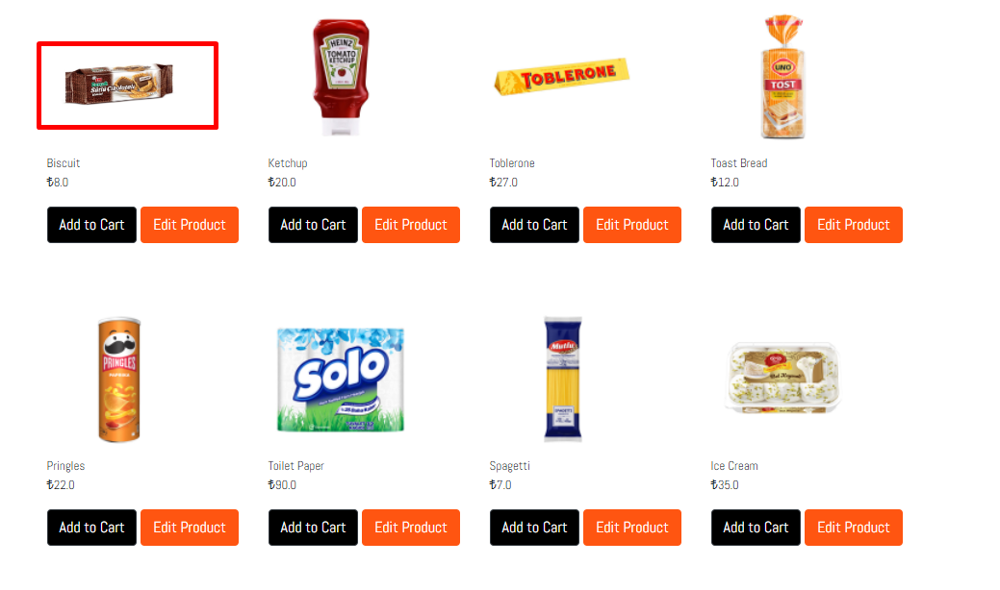 HEINZ
TOMATO
KETCHUP
TOBLERONE
UNO
TOST
Biscuit
₺8.0
Ketchup
₺20.0
Toblerone
₺27.0
Toast Bread
₺12.0
Add to Cart Edit Product
Add to Cart Edit Product
Add to Cart Edit Product
Add to Cart Edit Product
PRINGLES
PAPRIKA
Solo
Mutlu
SPAGETTI
Pringles
₺22.0
Toilet Paper
₺90.0
Spagetti
₺7.0
Ice Cream
₺35.0
Add to Cart Edit Product
Add to Cart Edit Product
Add to Cart Edit Product
Add to Cart Edit Product